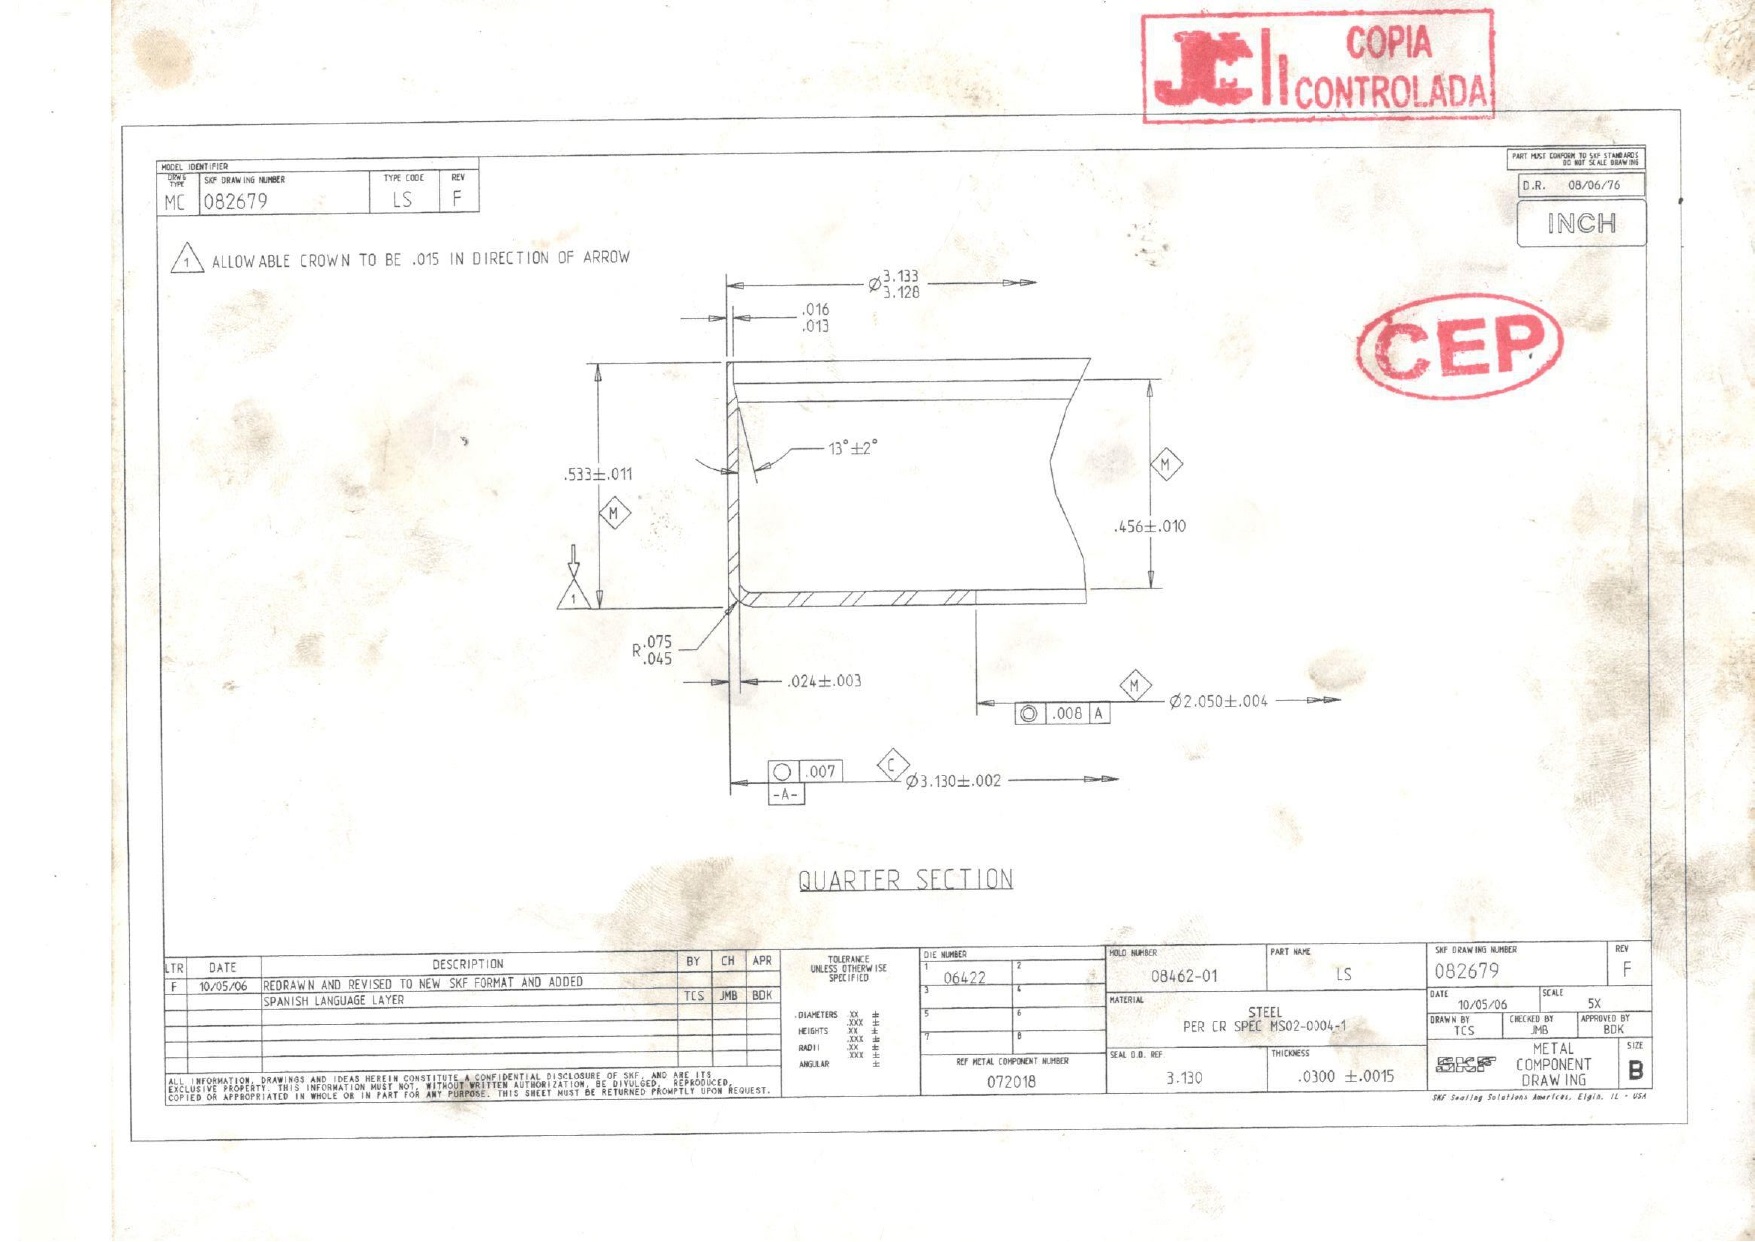 COPIA
CONTROLADA
MODEL IDENTIFIER
DRWG TYPE
SKF DRAWING NUMBER
TYPE CODE
REV
MC
082679
LS
F
PART MUST CONFORM TO SKF STANDARDS
DO NOT SCALE DRAWING
D.R. 08/06/76
INCH
1 ALLOWABLE CROWN TO BE .015 IN DIRECTION OF ARROW
CEP
Ø3.133
3.128
.016
.013
13°±2°
.533±.011
M
M
.456±.010
1
R.075
.045
.024±.003
M
Ø2.050±.004
.008 A
.007
-A-
C
Ø3.130±.002
QUARTER SECTION
LTR DATE DESCRIPTION BY CH APR
F 10/05/06 REDRAWN AND REVISED TO NEW SKF FORMAT AND ADDED
SPANISH LANGUAGE LAYER TCS JMB BDK
ALL INFORMATION, DRAWINGS AND IDEAS HEREIN CONSTITUTE A CONFIDENTIAL DISCLOSURE OF SKF, AND ARE ITS
EXCLUSIVE PROPERTY. THIS INFORMATION MUST NOT, WITHOUT WRITTEN AUTHORIZATION, BE DIVULGED, REPRODUCED,
COPIED OR APPROPRIATED IN WHOLE OR IN PART FOR ANY PURPOSE. THIS SHEET MUST BE RETURNED PROMPTLY UPON REQUEST.
TOLERANCE
UNLESS OTHERWISE
SPECIFIED
DIAMETERS .XX ±
.XXX ±
HEIGHTS .XX ±
.XXX ±
RADII .XX ±
.XXX ±
ANGULAR ±
DIE NUMBER
1 06422 2
3 4
5 6
7 8
REF METAL COMPONENT NUMBER
072018
HOLD NUMBER
08462-01
PART NAME
LS
MATERIAL
STEEL
PER CR SPEC MS02-0004-1
SEAL O.D. REF
3.130
THICKNESS
.0300 ±.0015
SKF DRAWING NUMBER
082679
REV
F
DATE
10/05/06
SCALE
5X
DRAWN BY
TCS
CHECKED BY
JMB
APPROVED BY
BDK
SKF
METAL
COMPONENT
DRAWING
SIZE
B
SKF Sealing Solutions Americas, Elgin, IL - USA